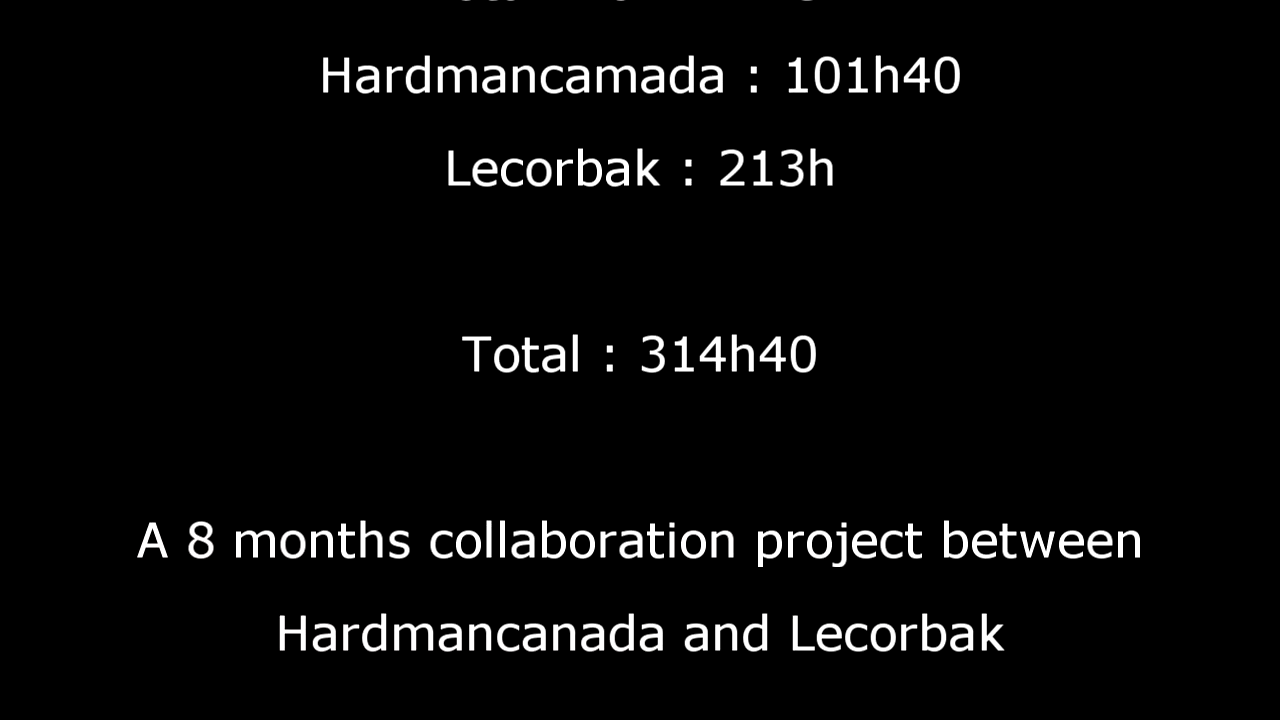 Hardmancamada : 101h40
Lecorbak : 213h
Total : 314h40
A 8 months collaboration project between
Hardmancanada and Lecorbak